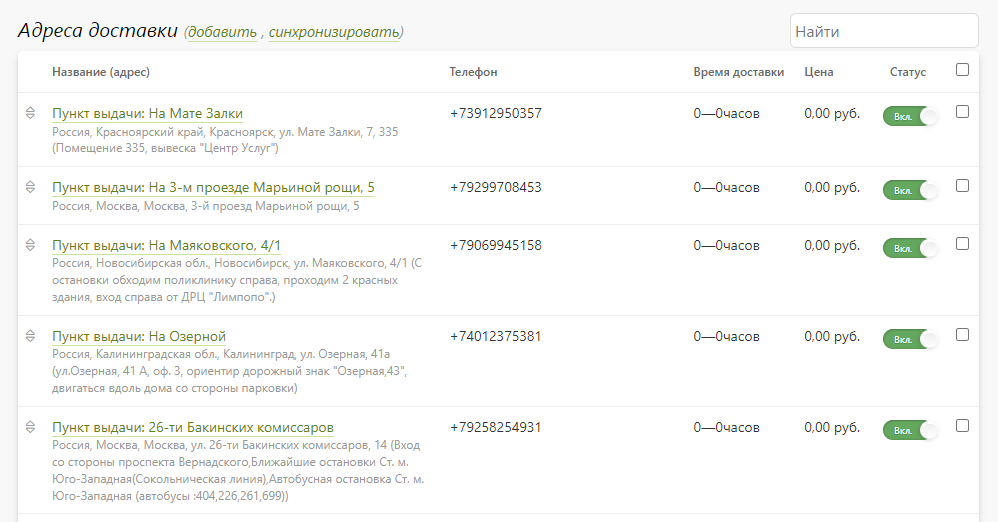 Адреса доставки (добавить , синхронизировать)
Найти
Название (адрес) Телефон Время доставки Цена Статус
Пункт выдачи: На Мате Залки +73912950357 0—0часов 0,00 руб. Вкл.
Россия, Красноярский край, Красноярск, ул. Мате Залки, 7, 335
(Помещение 335, вывеска "Центр Услуг")
Пункт выдачи: На 3-м проезде Марьиной рощи, 5 +79299708453 0—0часов 0,00 руб. Вкл.
Россия, Москва, Москва, 3-й проезд Марьиной рощи, 5
Пункт выдачи: На Маяковского, 4/1 +79069945158 0—0часов 0,00 руб. Вкл.
Россия, Новосибирская обл., Новосибирск, ул. Маяковского, 4/1 (С
остановки обходим поликлинику справа, проходим 2 красных
здания, вход справа от ДРЦ "Лимпопо".)
Пункт выдачи: На Озерной +74012375381 0—0часов 0,00 руб. Вкл.
Россия, Калининградская обл., Калининград, ул. Озерная, 41а
(ул.Озерная, 41 А, оф. 3, ориентир дорожный знак "Озерная,43",
двигаться вдоль дома со стороны парковки)
Пункт выдачи: 26-ти Бакинских комиссаров +79258254931 0—0часов 0,00 руб. Вкл.
Россия, Москва, Москва, ул. 26-ти Бакинских комиссаров, 14 (Вход
со стороны проспекта Вернадского,Ближайшие остановки Ст. м.
Юго-Западная(Сокольническая линия),Автобусная остановка Ст. м.
Юго-Западная (автобусы :404,226,261,699))